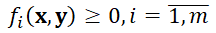 fᵢ(𝐱, 𝐲) ≥ 0, i = 1, m̅